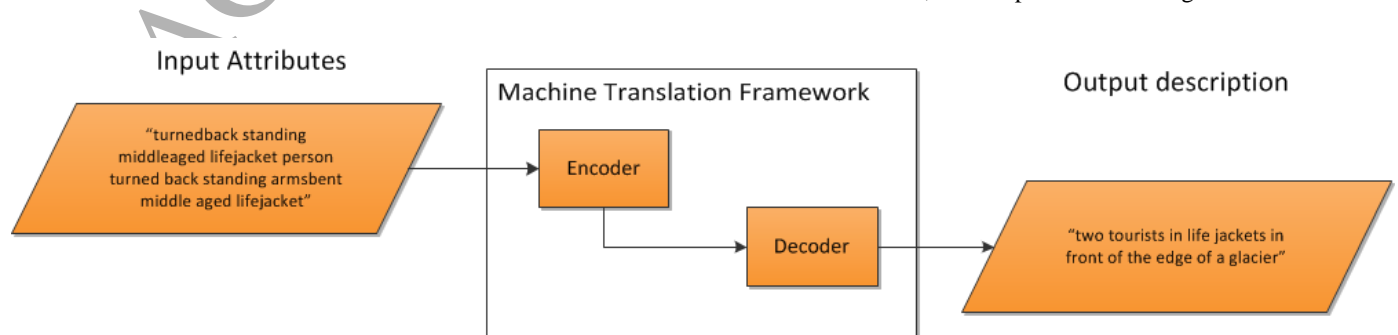 Input Attributes
“turnedback standing
middleaged lifejacket person
turned back standing armsbent
middle aged lifejacket”
Machine Translation Framework
Encoder
Decoder
Output description
“two tourists in life jackets in
front of the edge of a glacier”